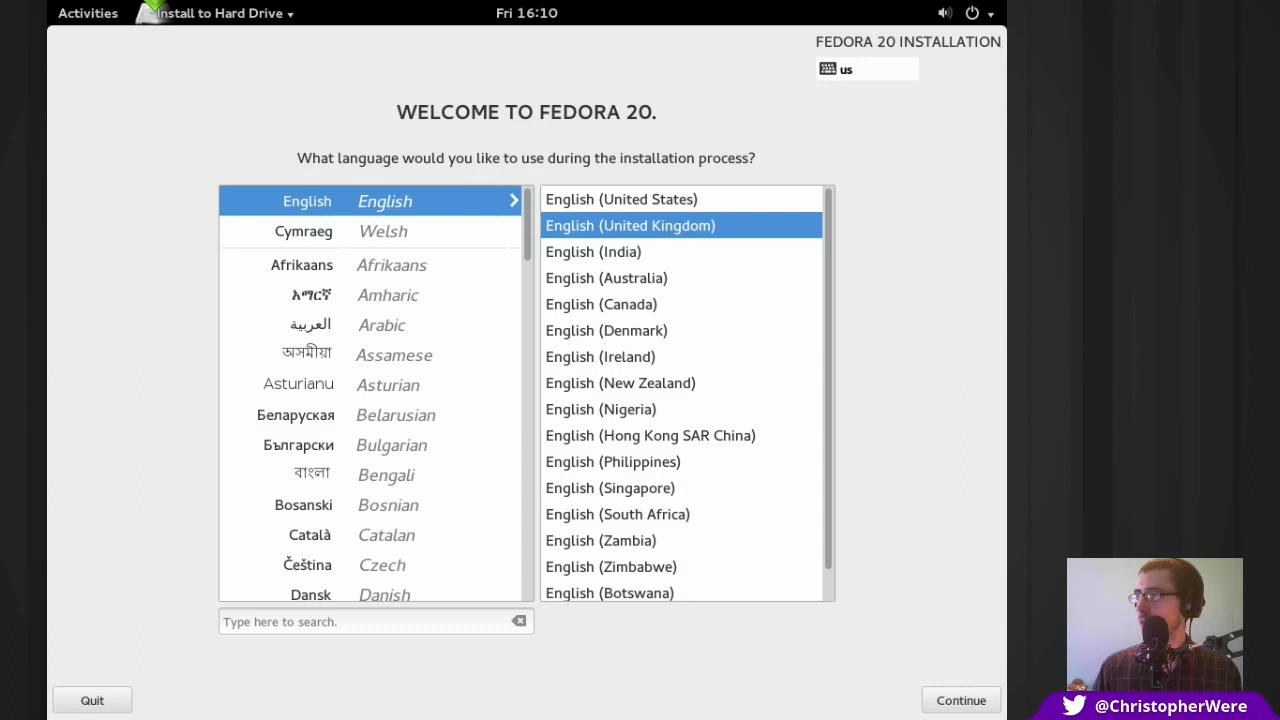 Activities
Install to Hard Drive
Fri 16:10
FEDORA 20 INSTALLATION
us
WELCOME TO FEDORA 20.
What language would you like to use during the installation process?
English English
Cymraeg Welsh
Afrikaans Afrikaans
አማርኛ Amharic
العربية Arabic
অসমীয়া Assamese
Asturianu Asturian
Беларуская Belarusian
Български Bulgarian
বাংলা Bengali
Bosanski Bosnian
Català Catalan
Čeština Czech
Dansk Danish
English (United States)
English (United Kingdom)
English (India)
English (Australia)
English (Canada)
English (Denmark)
English (Ireland)
English (New Zealand)
English (Nigeria)
English (Hong Kong SAR China)
English (Philippines)
English (Singapore)
English (South Africa)
English (Zambia)
English (Zimbabwe)
English (Botswana)
Type here to search.
Quit
Continue
@ChristopherWere